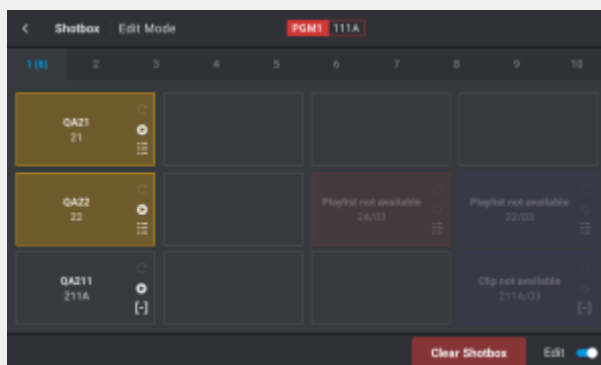 Shotbox Edit Mode PGM1 111A
1 (6) 2 3 4 5 6 7 8 9 10
QA21
21
QA22
22
Playlist not available
24/03
Playlist not available
22/03
QA211
211A
[-]
Clip not available
211A/03
[-]
Clear Shotbox Edit